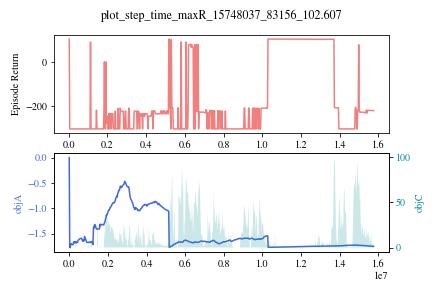 plot_step_time_maxR_15748037_83156_102.607
Episode Return
0
−200
0.0 0.2 0.4 0.6 0.8 1.0 1.2 1.4 1.6
objA
0.0
−0.5
−1.0
−1.5
100
50
0
objC
0.0 0.2 0.4 0.6 0.8 1.0 1.2 1.4 1.6
1e7